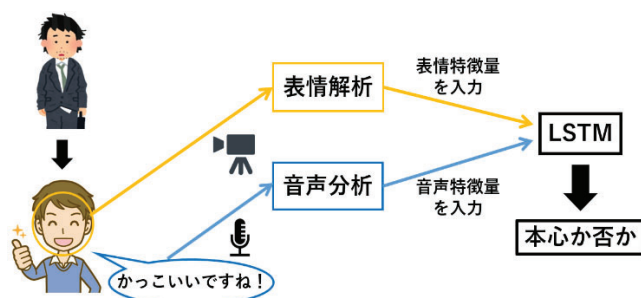 表情解析
表情特徴量
を入力
LSTM
音声分析
音声特徴量
を入力
本心か否か
かっこいいですね！